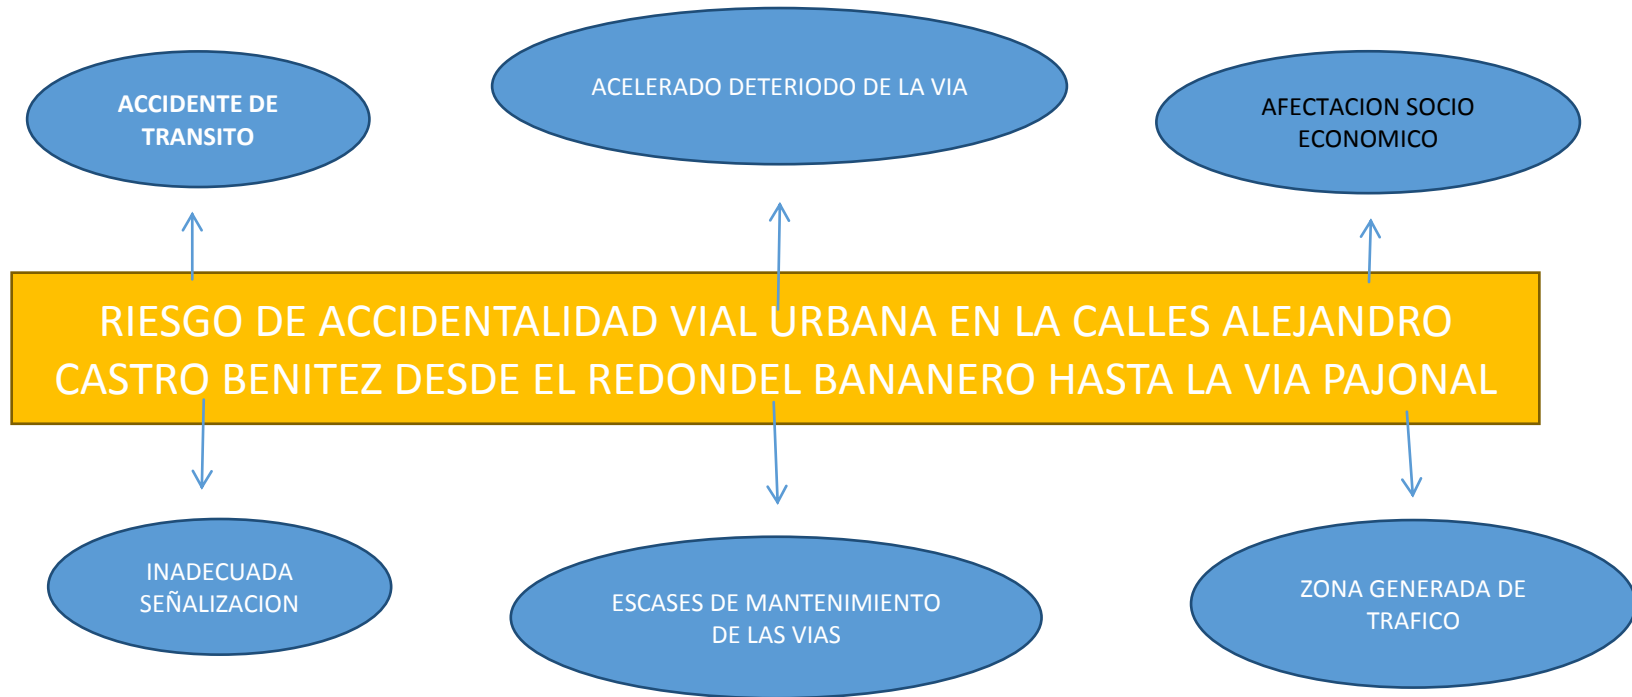 ACCIDENTE DE
TRANSITO
ACELERADO DETERIODO DE LA VIA
AFECTACION SOCIO
ECONOMICO
RIESGO DE ACCIDENTALIDAD VIAL URBANA EN LA CALLES ALEJANDRO
CASTRO BENITEZ DESDE EL REDONDEL BANANERO HASTA LA VIA PAJONAL
INADECUADA
SEÑALIZACION
ESCASES DE MANTENIMIENTO
DE LAS VIAS
ZONA GENERADA DE
TRAFICO